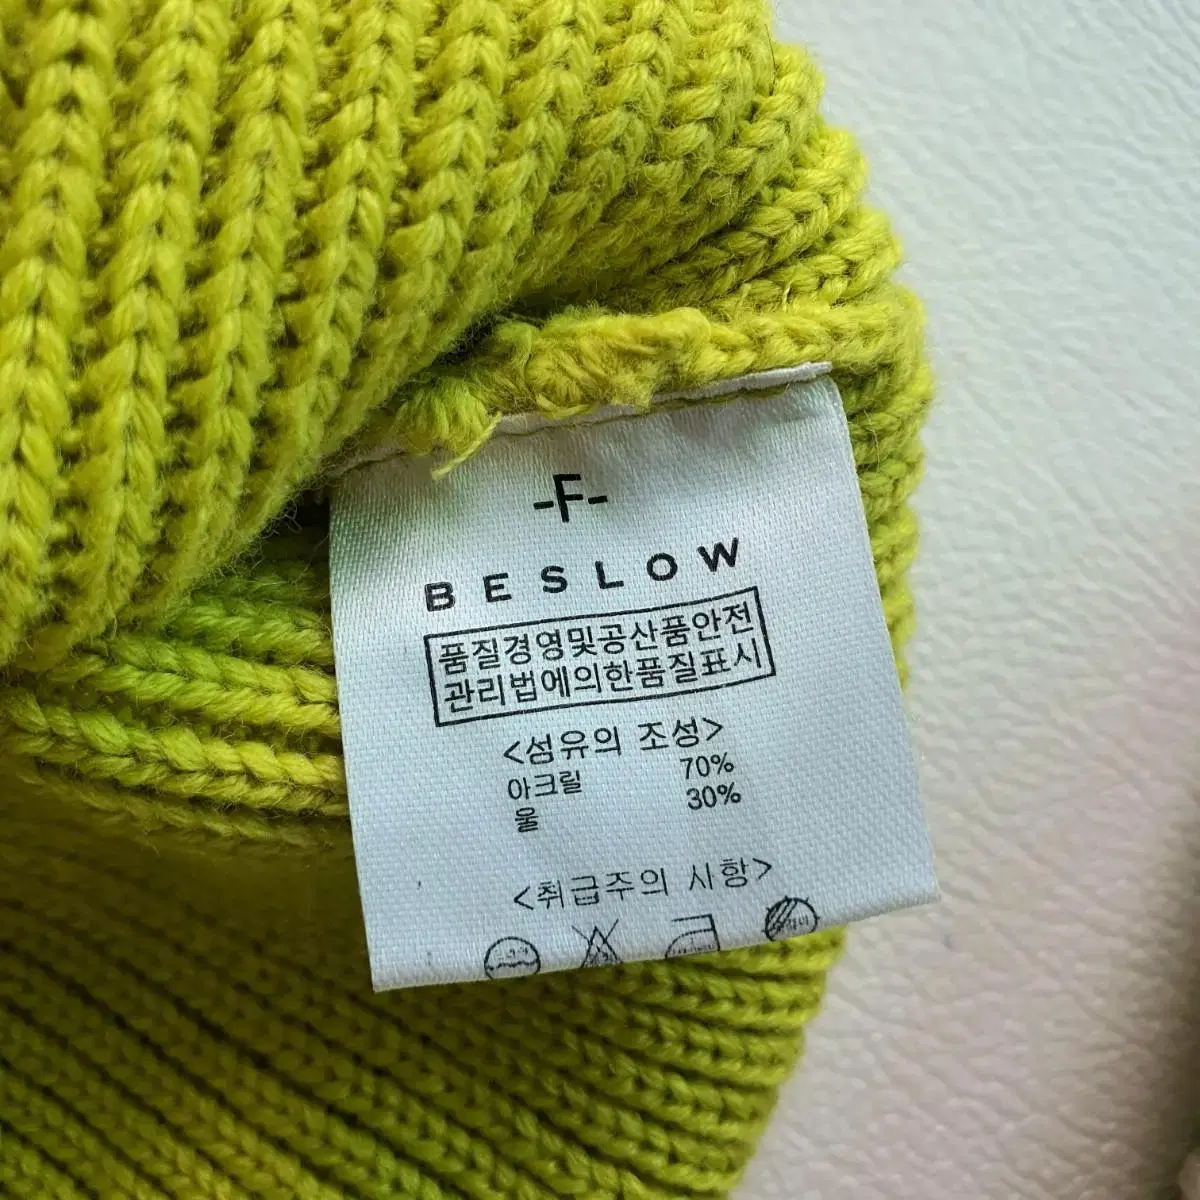 -F-
BESLOW
품질경영및공산품안전
관리법에의한품질표시
<섬유의 조성>
아크릴 70%
울 30%
<취급주의 사항>